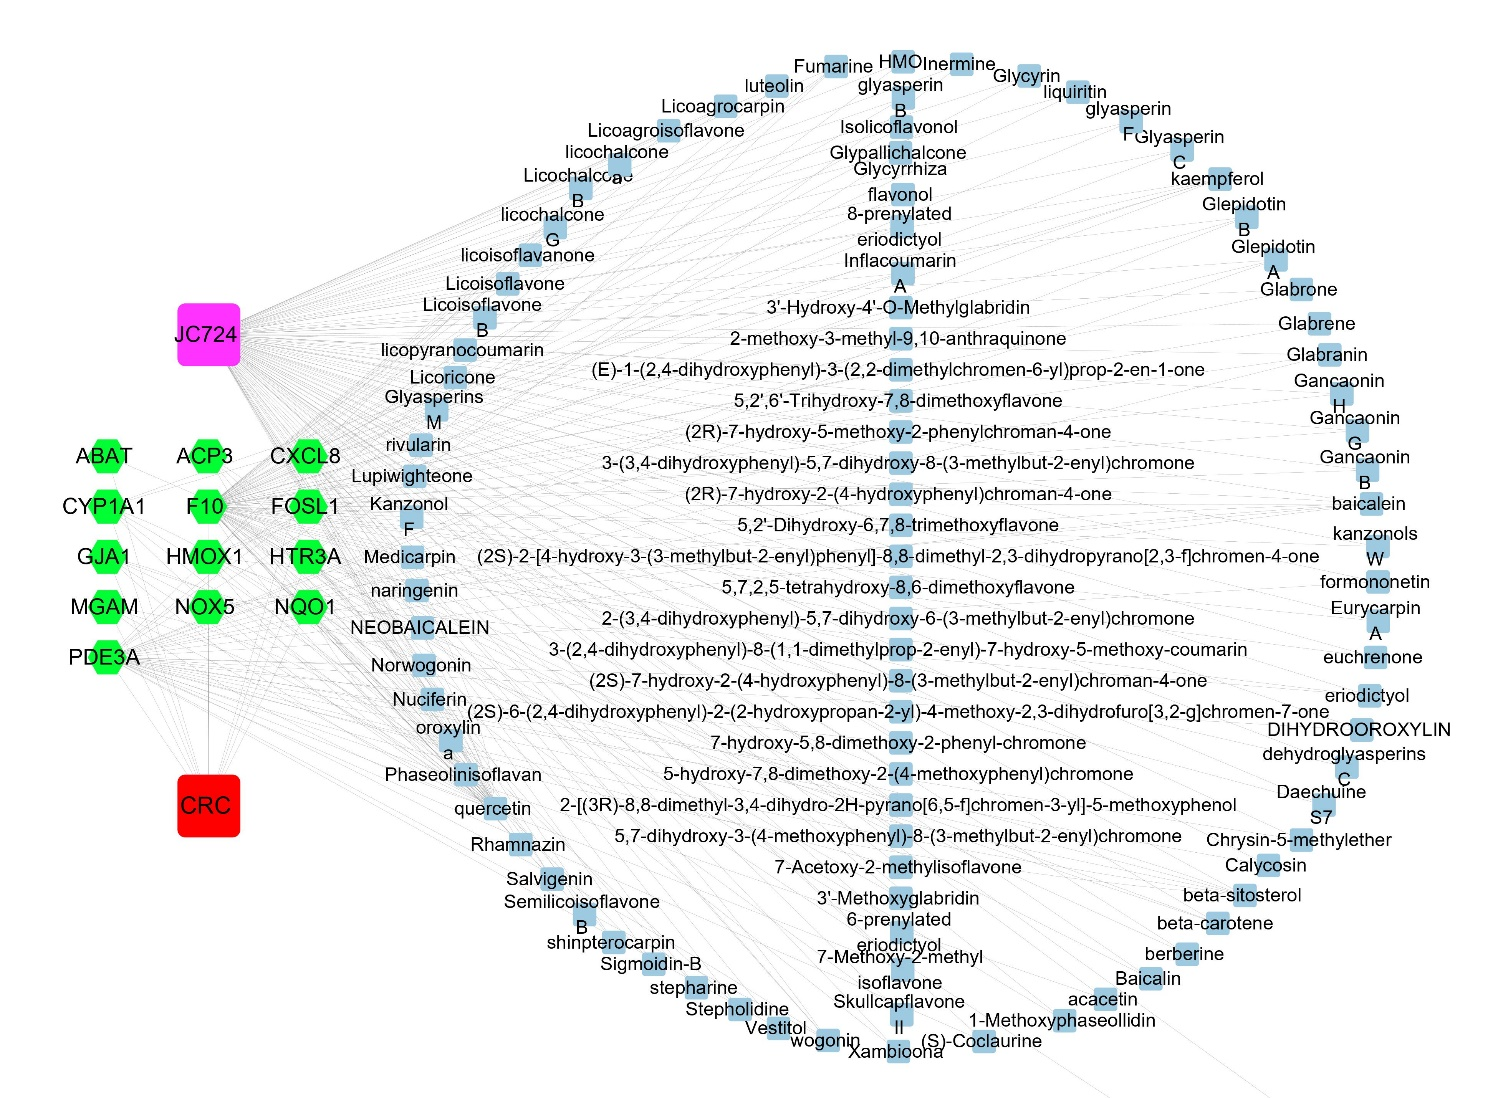 JC724
ABAT
ACP3
CXCL8
CYP1A1
F10
FOSL1
GJA1
HMOX1
HTR3A
MGAM
NOX5
NQO1
PDE3A
CRC
Fumarine
luteolin
Licoagrocarpin
Licoagroisoflavone
licochalcone
a
Licochalcone
B
licochalcone
G
licoisoflavanone
Licoisoflavone
Licoisoflavone
B
licopyranocoumarin
Licoricone
Glyasperins
M
rivularin
Lupiwighteone
Kanzonol
F
Medicarpin
naringenin
NEOBAICALEIN
Norwogonin
Nuciferin
oroxylin
a
Phaseolinisoflavan
quercetin
Rhamnazin
Salvigenin
Semilicoisoflavone
B
shinpterocarpin
Sigmoidin-B
stepharine
Stepholidine
Vestitol
wogonin
HMO
glyasperin
B
Isolicoflavonol
Glypallichalcone
Glycyrrhiza
flavonol
8-prenylated
eriodictyol
Inflacoumarin
A
3'-Hydroxy-4'-O-Methylglabridin
2-methoxy-3-methyl-9,10-anthraquinone
(E)-1-(2,4-dihydroxyphenyl)-3-(2,2-dimethylchromen-6-yl)prop-2-en-1-one
5,2',6'-Trihydroxy-7,8-dimethoxyflavone
(2R)-7-hydroxy-5-methoxy-2-phenylchroman-4-one
3-(3,4-dihydroxyphenyl)-5,7-dihydroxy-8-(3-methylbut-2-enyl)chromone
(2R)-7-hydroxy-2-(4-hydroxyphenyl)chroman-4-one
5,2'-Dihydroxy-6,7,8-trimethoxyflavone
(2S)-2-[4-hydroxy-3-(3-methylbut-2-enyl)phenyl]-8,8-dimethyl-2,3-dihydropyrano[2,3-f]chromen-4-one
5,7,2,5-tetrahydroxy-8,6-dimethoxyflavone
2-(3,4-dihydroxyphenyl)-5,7-dihydroxy-6-(3-methylbut-2-enyl)chromone
3-(2,4-dihydroxyphenyl)-8-(1,1-dimethylprop-2-enyl)-7-hydroxy-5-methoxy-coumarin
(2S)-7-hydroxy-2-(4-hydroxyphenyl)-8-(3-methylbut-2-enyl)chroman-4-one
(2S)-6-(2,4-dihydroxyphenyl)-2-(2-hydroxypropan-2-yl)-4-methoxy-2,3-dihydrofuro[3,2-g]chromen-7-one
7-hydroxy-5,8-dimethoxy-2-phenyl-chromone
5-hydroxy-7,8-dimethoxy-2-(4-methoxyphenyl)chromone
2-[(3R)-8,8-dimethyl-3,4-dihydro-2H-pyrano[6,5-f]chromen-3-yl]-5-methoxyphenol
5,7-dihydroxy-3-(4-methoxyphenyl)-8-(3-methylbut-2-enyl)chromone
7-Acetoxy-2-methylisoflavone
3'-Methoxyglabridin
6-prenylated
eriodictyol
7-Methoxy-2-methyl
isoflavone
Skullcapflavone
II
Xambioona
Inermine
Glycyrin
liquiritin
glyasperin
F
Glyasperin
C
kaempferol
Glepidotin
B
Glepidotin
A
Glabrone
Glabrene
Glabranin
Gancaonin
H
Gancaonin
G
Gancaonin
B
baicalein
kanzonols
W
formononetin
Eurycarpin
A
euchrenone
eriodictyol
DIHYDROOROXYLIN
dehydroglyasperins
C
Daechuine
S7
Chrysin-5-methylether
Calycosin
beta-sitosterol
beta-carotene
berberine
Baicalin
acacetin
1-Methoxyphaseollidin
(S)-Coclaurine